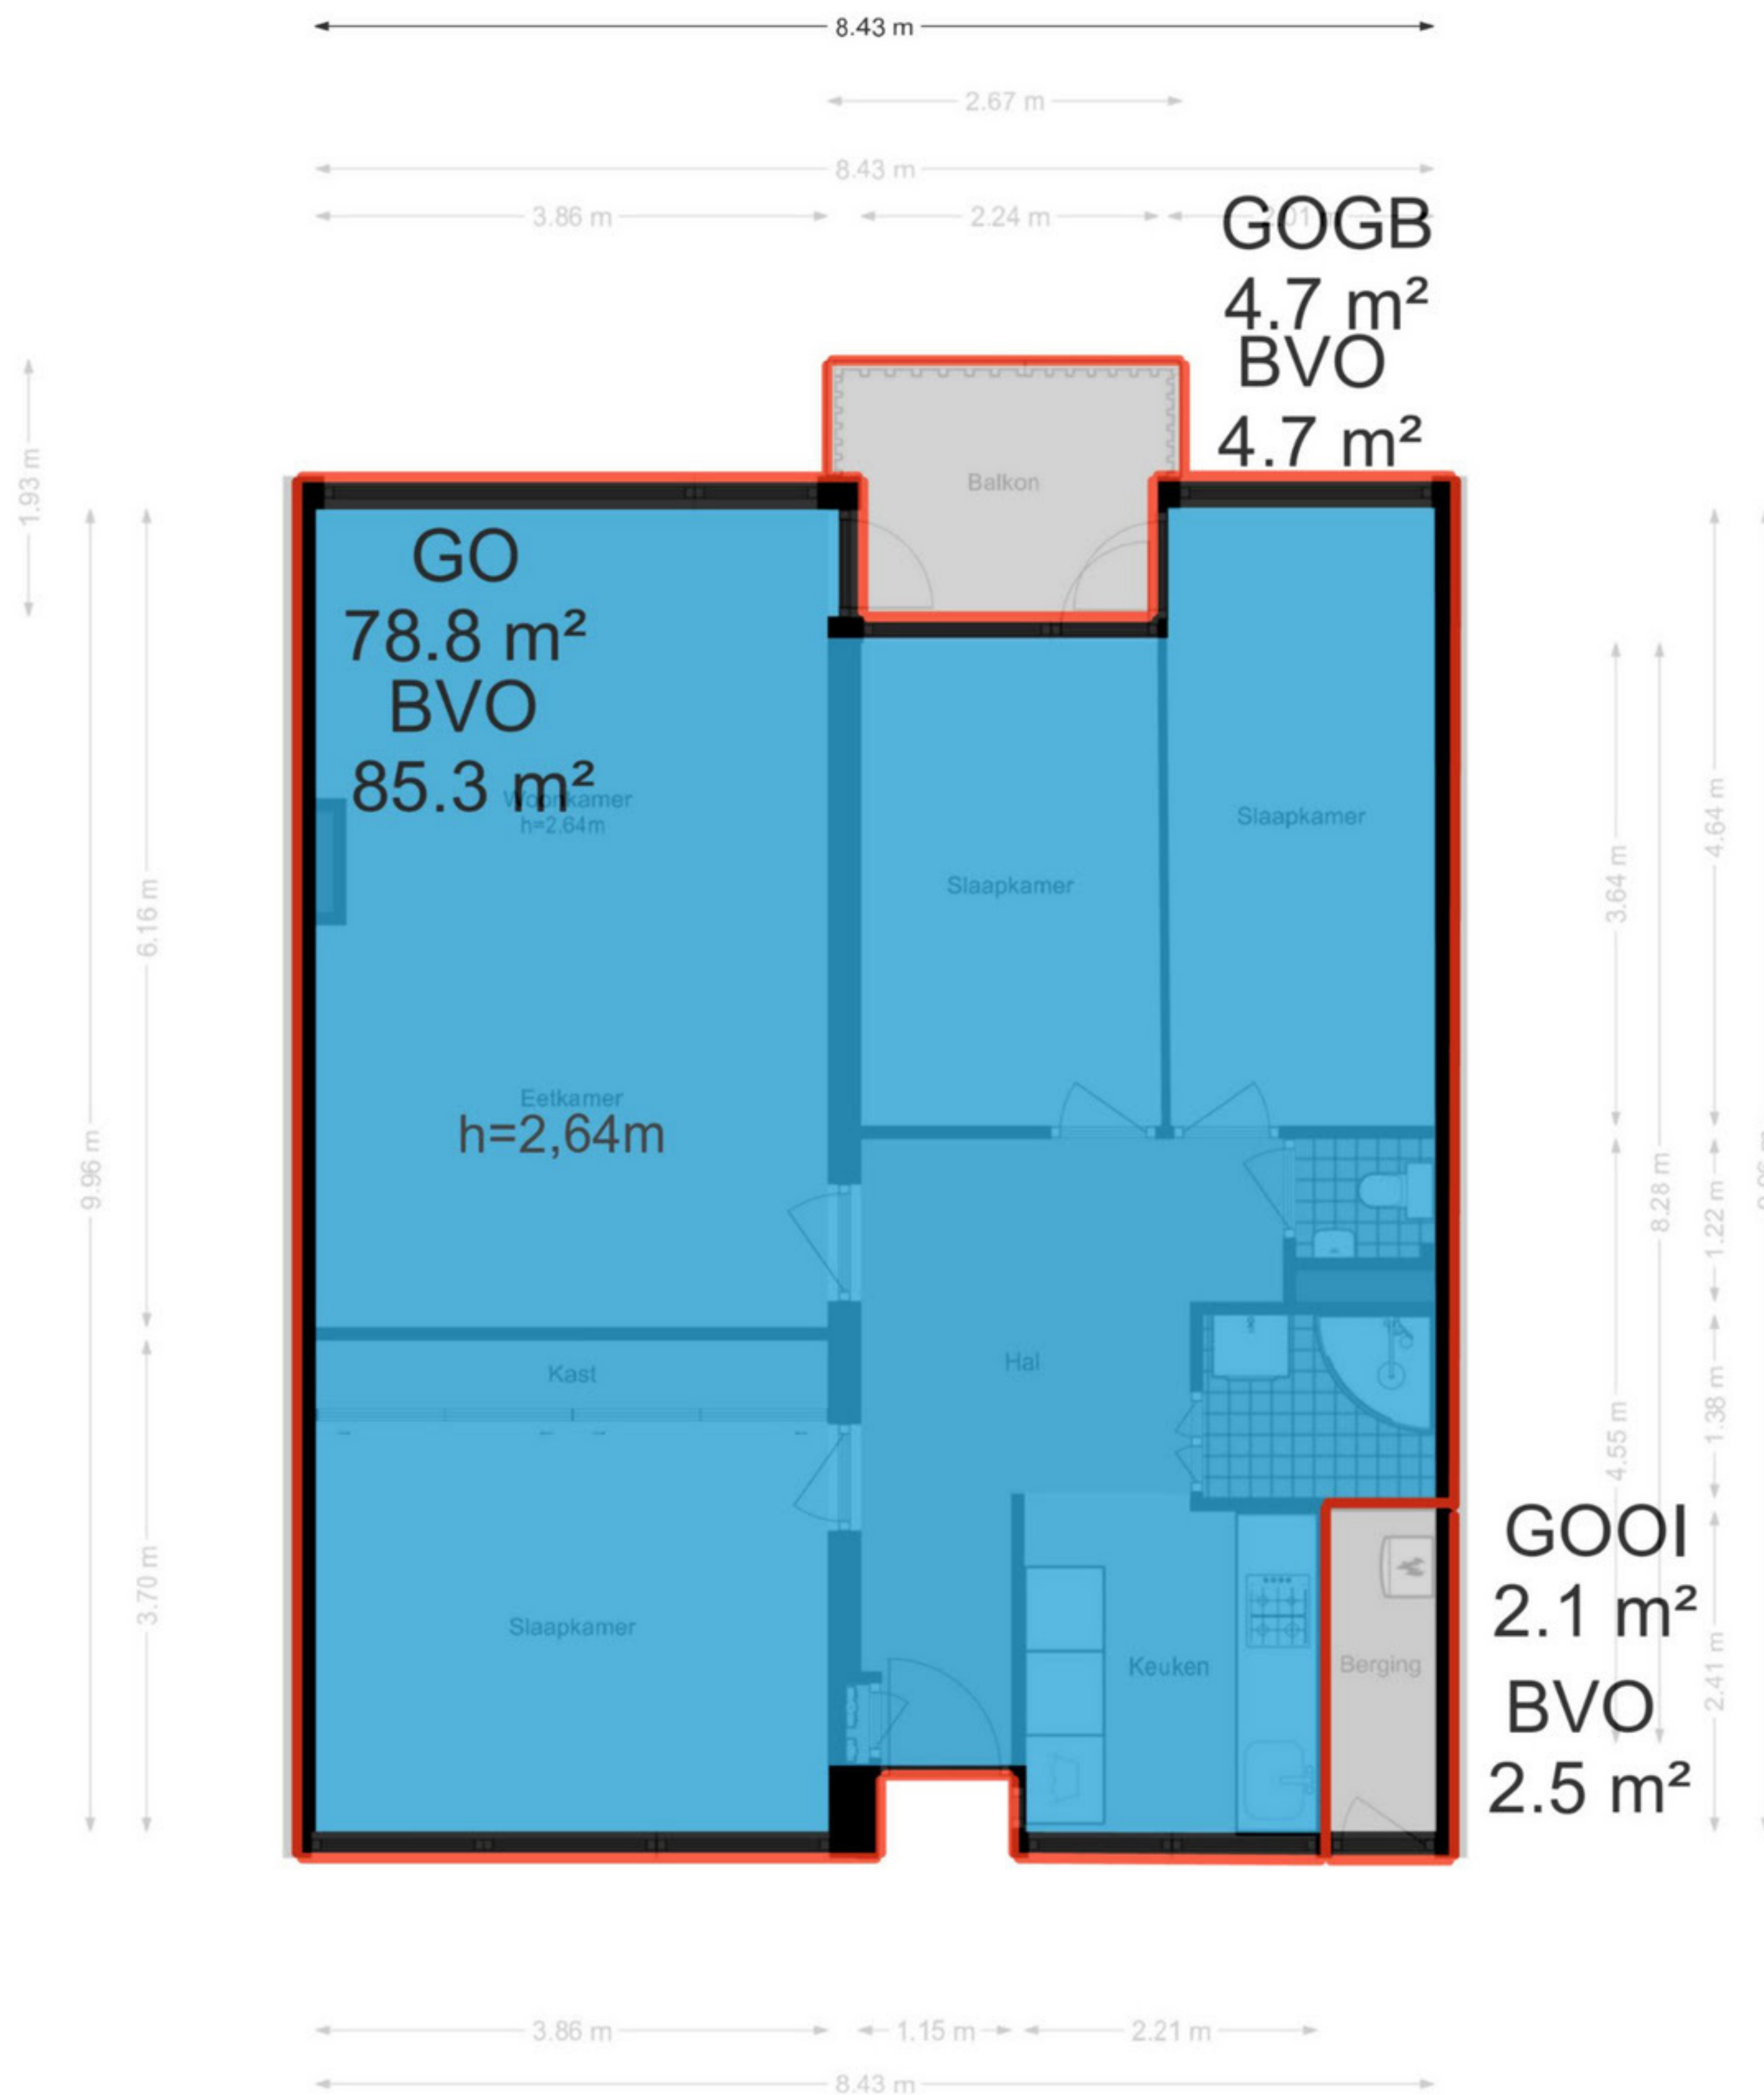 8.43 m
2.67 m
8.43 m
3.86 m
2.24 m
GOGB
4.7 m²
BVO
4.7 m²
1.93 m
Balkon
GO
78.8 m²
BVO
85.3 m²
Woonkamer
h=2.64m
Slaapkamer
Slaapkamer
4.64 m
3.64 m
6.16 m
Eetkamer
h=2,64m
9.96 m
8.28 m
1.22 m
Kast
Hal
1.38 m
4.55 m
GOOI
2.1 m²
BVO
2.5 m²
3.70 m
Slaapkamer
Keuken
Berging
2.41 m
3.86 m
1.15 m
2.21 m
8.43 m